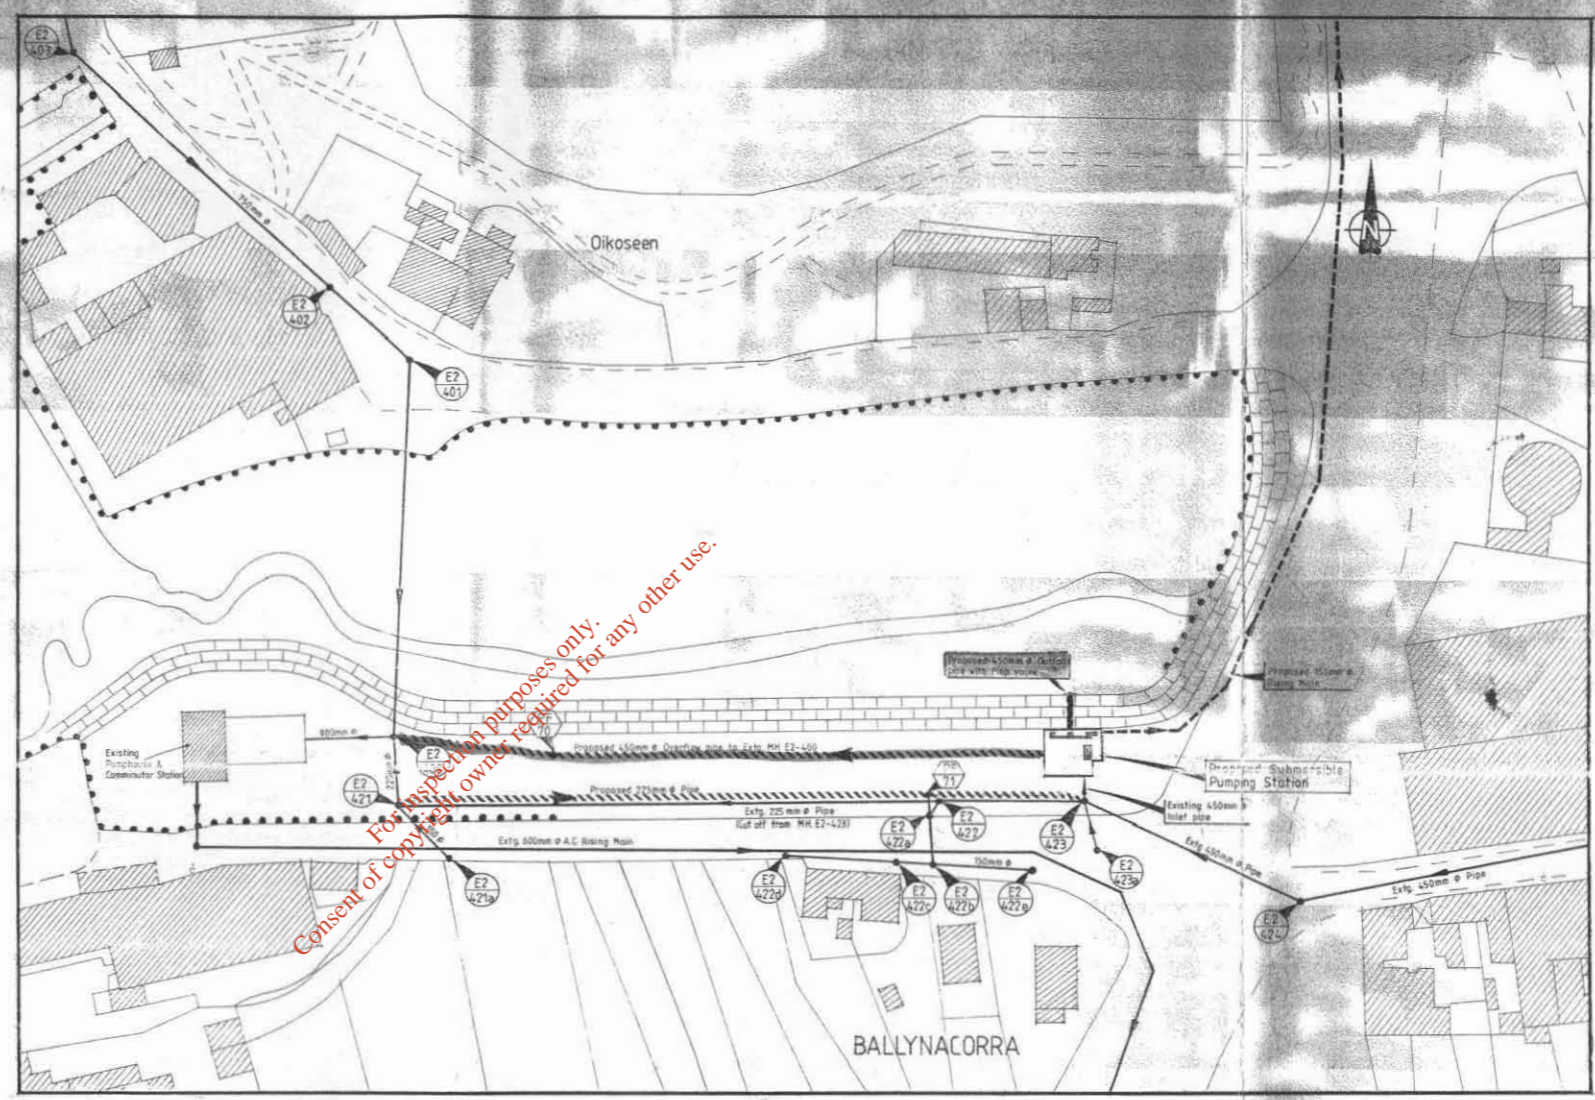 E2
403
750mm ø
Oikoseen
N
E2
402
E2
401
For inspection purposes only.
Consent of copyright owner required for any other use.
Proposed 450mm ø Outfall
pipe with flap valve
Rising Main
900mm ø
70
Proposed 450mm ø Overflow pipe to Extg. MH. E2-400
Existing
Pumphouse &
Comminutor Station
E2
225mm ø
Proposed Submersible
Pumping Station
71
E2
421
Proposed 225mm ø Pipe
Extg. 225 mm ø Pipe
(Cut off from MH. E2-423)
E2
422
E2
422a
E2
423
Existing 450mm ø
Inlet pipe
Extg. 600mm ø A.C Rising Main
Extg 450mm ø Pipe
150mm ø
E2
421a
E2
422d
E2
422c
E2
422b
E2
422e
E2
423a
Extg. 450mm ø Pipe
E2
424
BALLYNACORRA